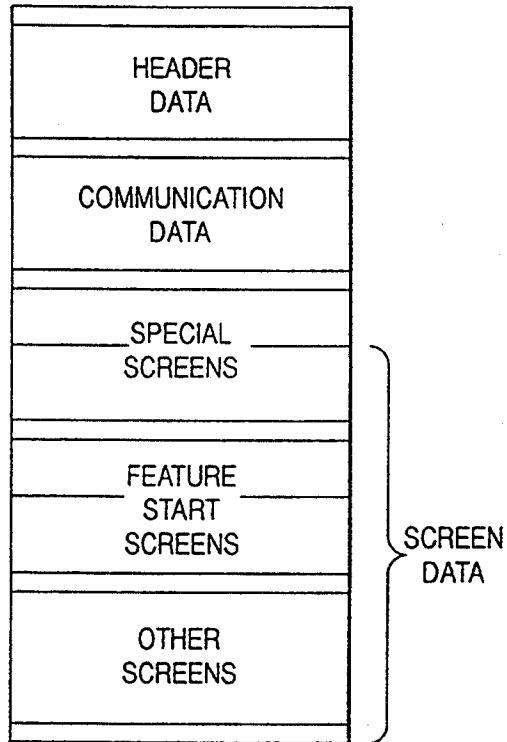 HEADER
DATA
COMMUNICATION
DATA
SPECIAL
SCREENS
FEATURE
START
SCREENS
OTHER
SCREENS
SCREEN
DATA